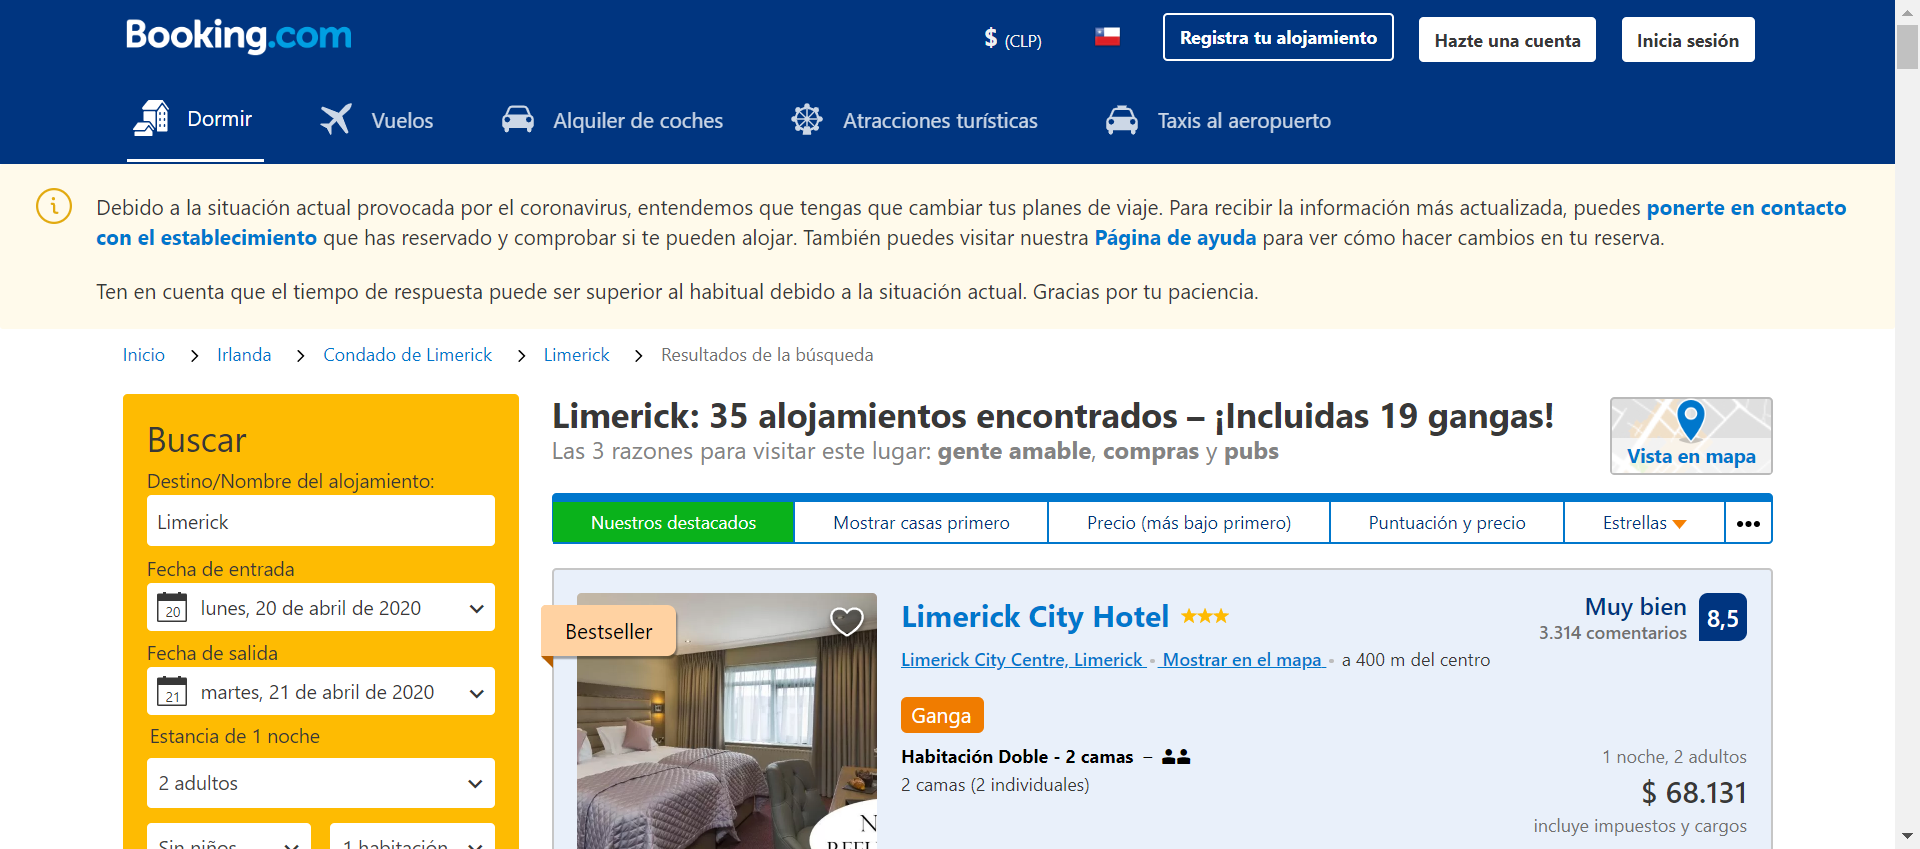 Booking.com
$ (CLP)
Registra tu alojamiento
Hazte una cuenta
Inicia sesión
Dormir
Vuelos
Alquiler de coches
Atracciones turísticas
Taxis al aeropuerto
Debido a la situación actual provocada por el coronavirus, entendemos que tengas que cambiar tus planes de viaje. Para recibir la información más actualizada, puedes ponerte en contacto
con el establecimiento que has reservado y comprobar si te pueden alojar. También puedes visitar nuestra Página de ayuda para ver cómo hacer cambios en tu reserva.
Ten en cuenta que el tiempo de respuesta puede ser superior al habitual debido a la situación actual. Gracias por tu paciencia.
Inicio
Irlanda
Condado de Limerick
Limerick
Resultados de la búsqueda
Buscar
Destino/Nombre del alojamiento:
Limerick
Fecha de entrada
20
lunes, 20 de abril de 2020
Fecha de salida
21
martes, 21 de abril de 2020
Estancia de 1 noche
2 adultos
Sin niños
1 habitación
Limerick: 35 alojamientos encontrados – ¡Incluidas 19 gangas!
Las 3 razones para visitar este lugar: gente amable, compras y pubs
Vista en mapa
Nuestros destacados
Mostrar casas primero
Precio (más bajo primero)
Puntuación y precio
Estrellas
•••
Bestseller
Limerick City Hotel
Muy bien
3.314 comentarios
8,5
Limerick City Centre, Limerick
Mostrar en el mapa
a 400 m del centro
Ganga
Habitación Doble - 2 camas –
2 camas (2 individuales)
1 noche, 2 adultos
$ 68.131
incluye impuestos y cargos